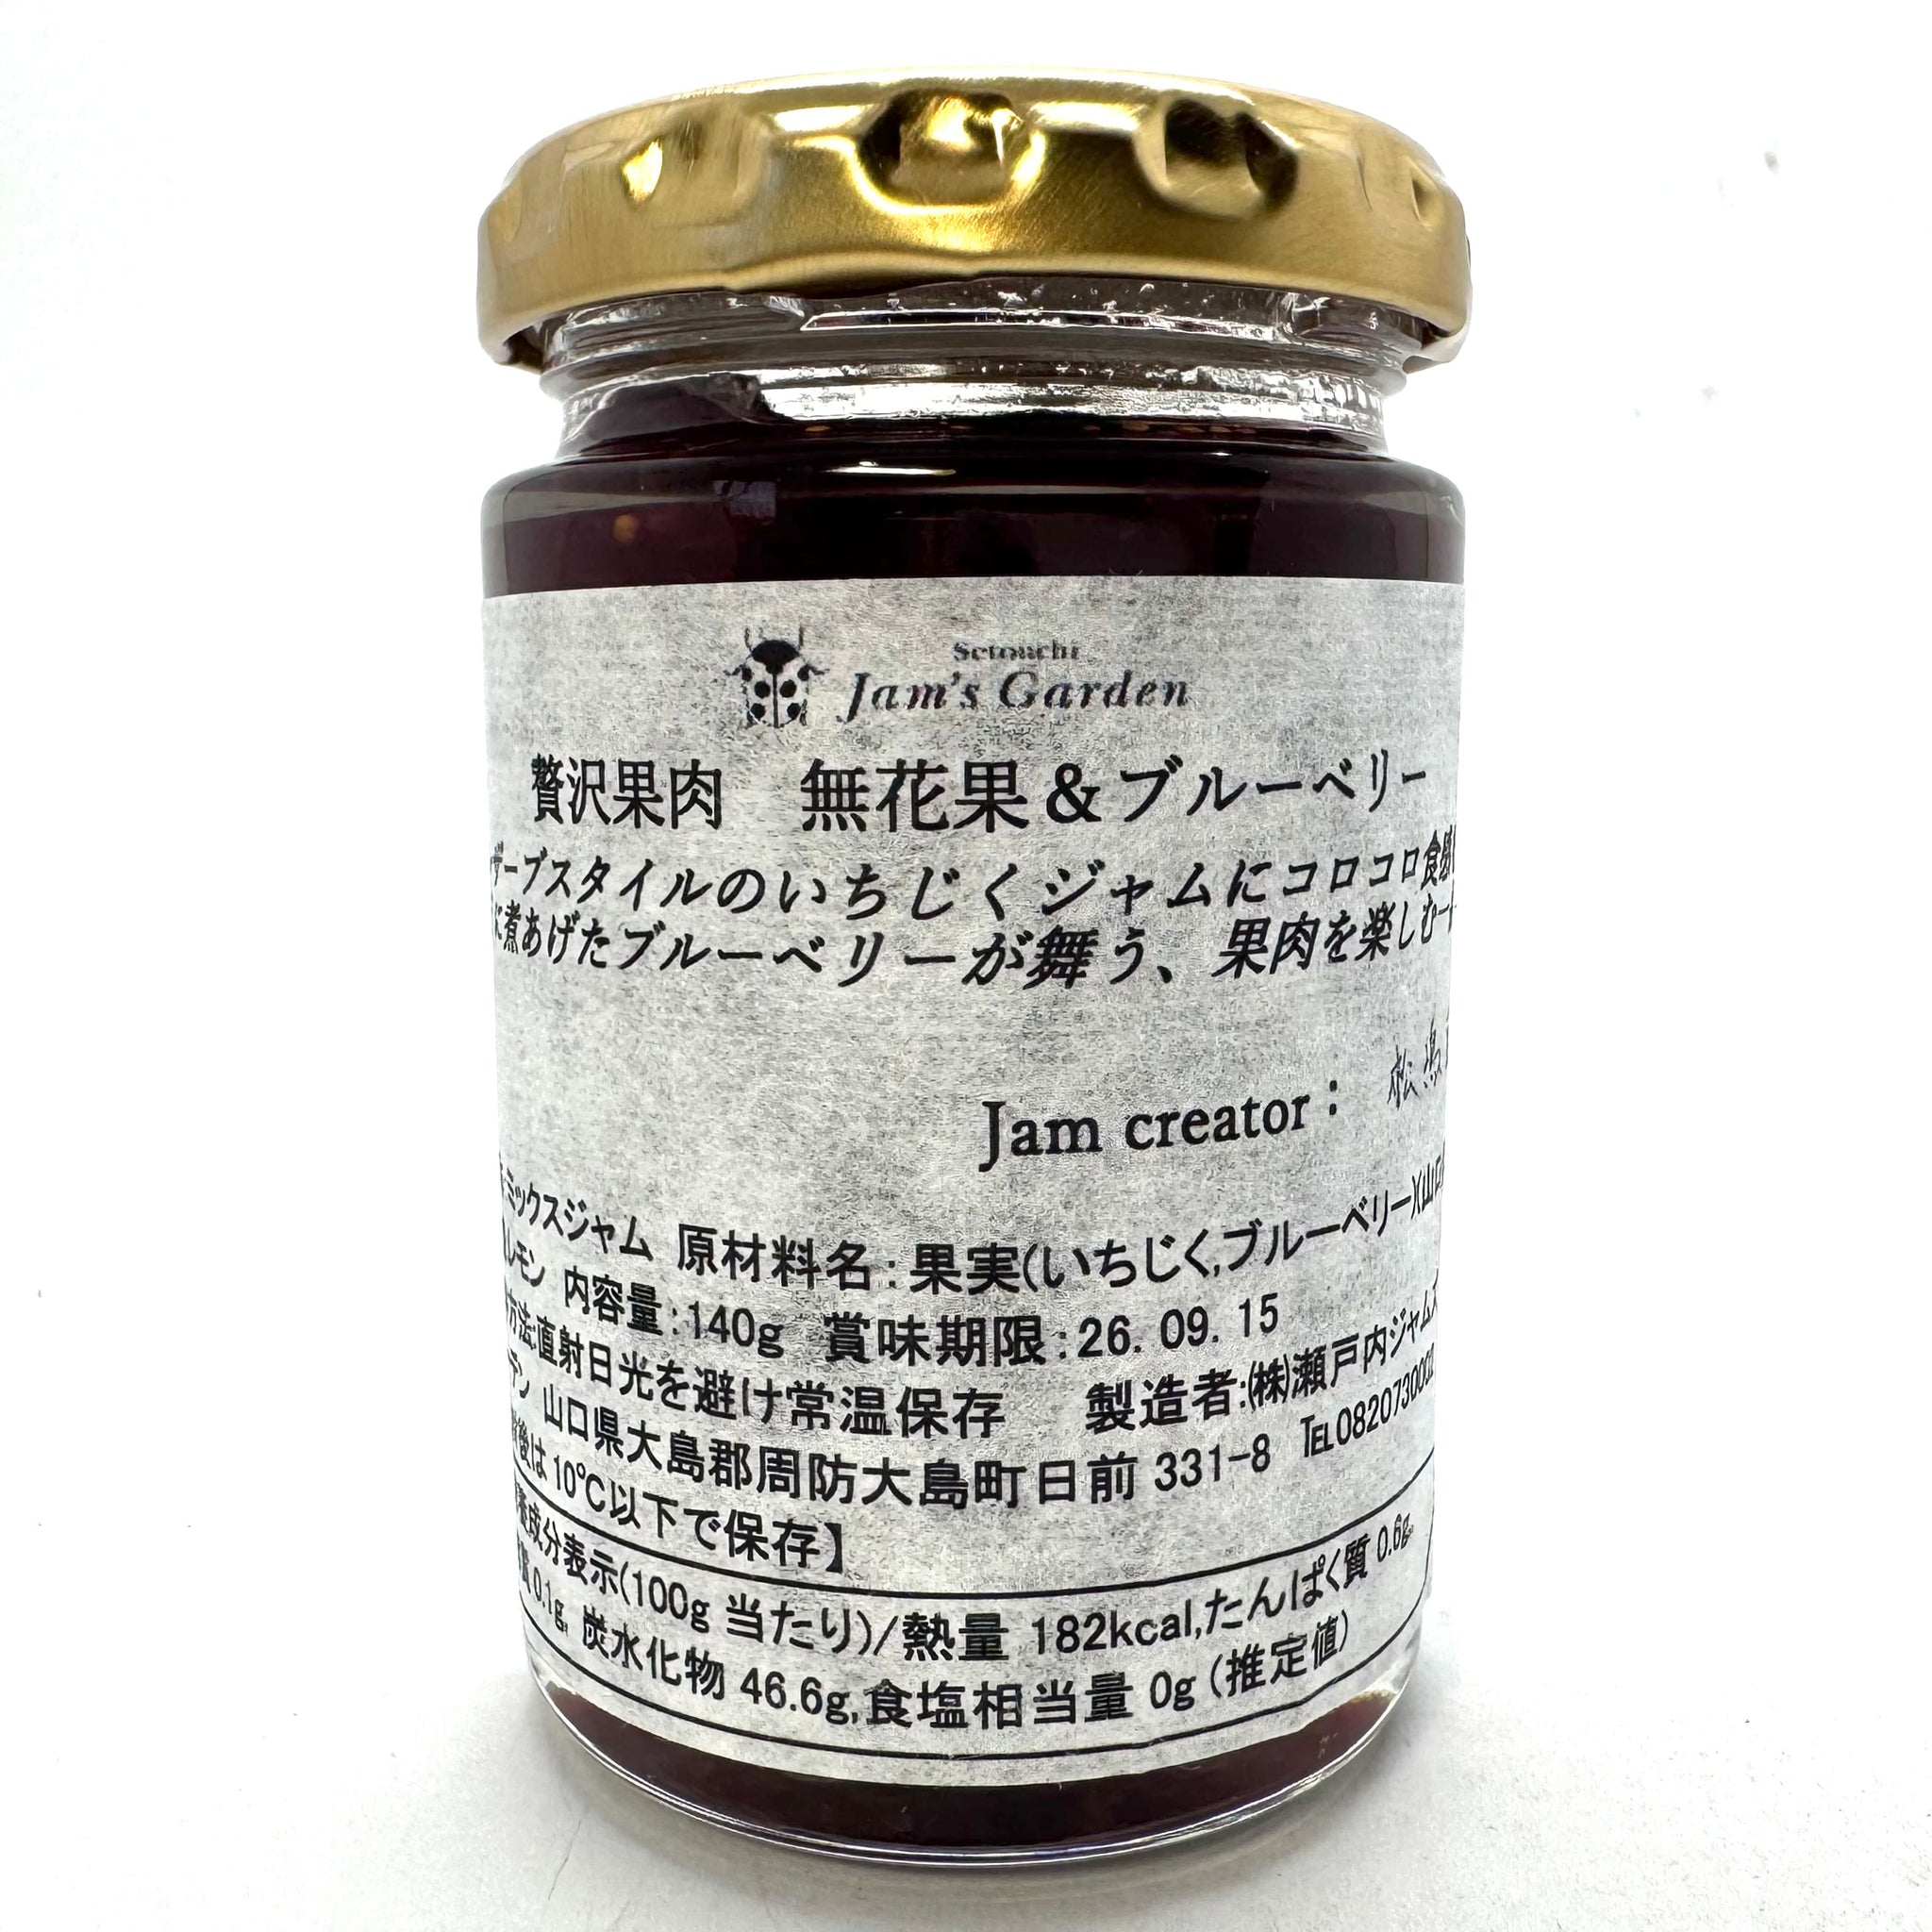 Setouchi
Jam's Garden
贅沢果肉　無花果＆ブルーベリー
ザーブスタイルのいちじくジャムにコロコロ食感
に煮あげたブルーベリーが舞う、果肉を楽しむ一
Jam creator：
ミックスジャム 原材料名：果実(いちじく,ブルーベリー)(山口
レモン 内容量：140g 賞味期限：26. 09. 15
方法:直射日光を避け常温保存 製造者:(株)瀬戸内ジャムズ
デン 山口県大島郡周防大島町日前 331-8 TEL0820730002
後は 10℃以下で保存】
成分表示(100g 当たり)/熱量 182kcal,たんぱく質 0.6g,
0.1g, 炭水化物 46.6g,食塩相当量 0g (推定値)